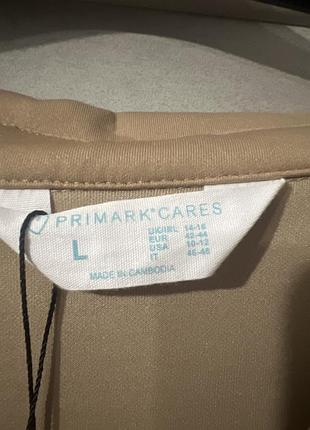 PRIMARK® CARES
L
UK/IRL 14-16
EUR 42-44
USA 10-12
IT 46-48
MADE IN CAMBODIA